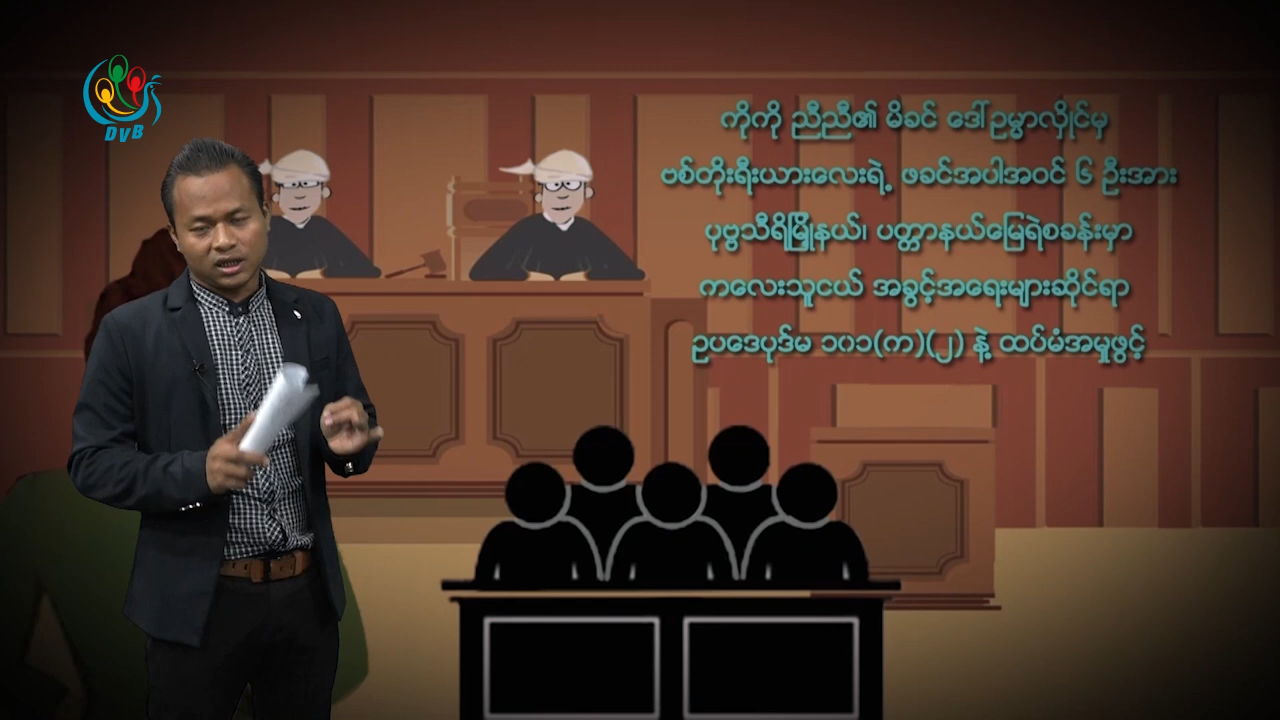 DVB
ကိုကို ညီညီ၏ မိခင် ဒေါ်ဥမ္မာလှိုင်မှ
ဗစ်တိုးရီးယားလေးရဲ့ ဖခင်အပါအဝင် ၆ ဦးအား
ပုဗ္ဗသီရိမြို့နယ်၊ ပတ္တာနယ်မြေရဲစခန်းမှာ
ကလေးသူငယ် အခွင့်အရေးများဆိုင်ရာ
ဥပဒေပုဒ်မ ၁၀၁(က)(၂) နဲ့ ထပ်မံအမှုဖွင့်